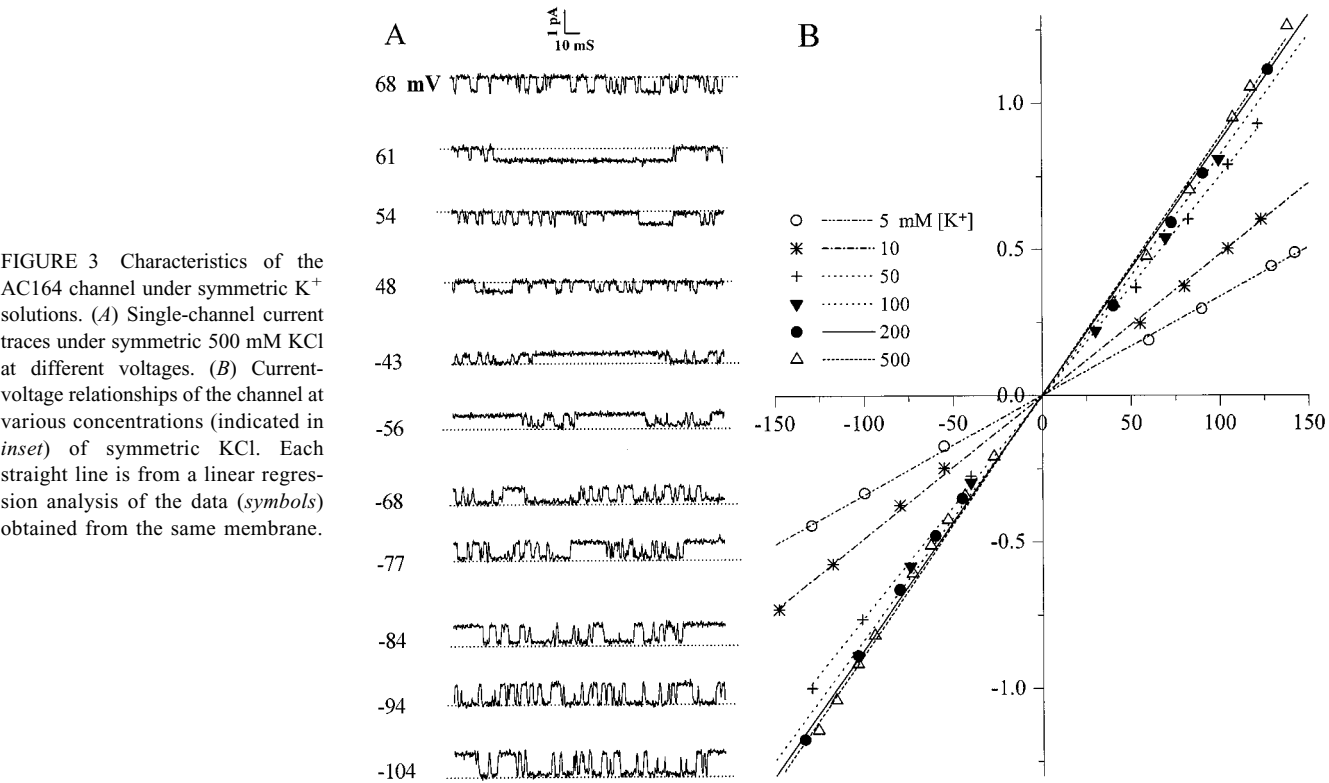 FIGURE 3 Characteristics of the
AC164 channel under symmetric K+
solutions. (A) Single-channel current
traces under symmetric 500 mM KCl
at different voltages. (B) Current-
voltage relationships of the channel at
various concentrations (indicated in
inset) of symmetric KCl. Each
straight line is from a linear regres-
sion analysis of the data (symbols)
obtained from the same membrane.
A
1 pA
10 mS
68 mV
61
54
48
-43
-56
-68
-77
-84
-94
-104
B
5 mM [K+]
10
50
100
200
500
1.0
0.5
0.0
-0.5
-1.0
-150
-100
-50
0
50
100
150